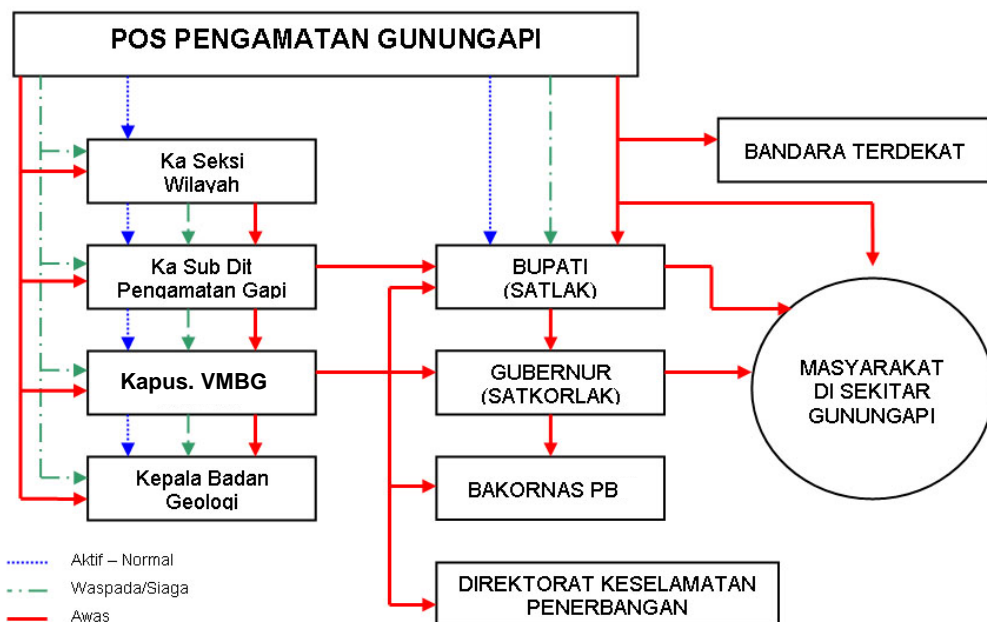 POS PENGAMATAN GUNUNGAPI
Ka Seksi
Wilayah
BANDARA TERDEKAT
Ka Sub Dit
Pengamatan Gapi
BUPATI
(SATLAK)
Kapus. VMBG
GUBERNUR
(SATKORLAK)
MASYARAKAT
DI SEKITAR
GUNUNGAPI
Kepala Badan
Geologi
BAKORNAS PB
DIREKTORAT KESELAMATAN
PENERBANGAN
Aktif – Normal
Waspada/Siaga
Awas